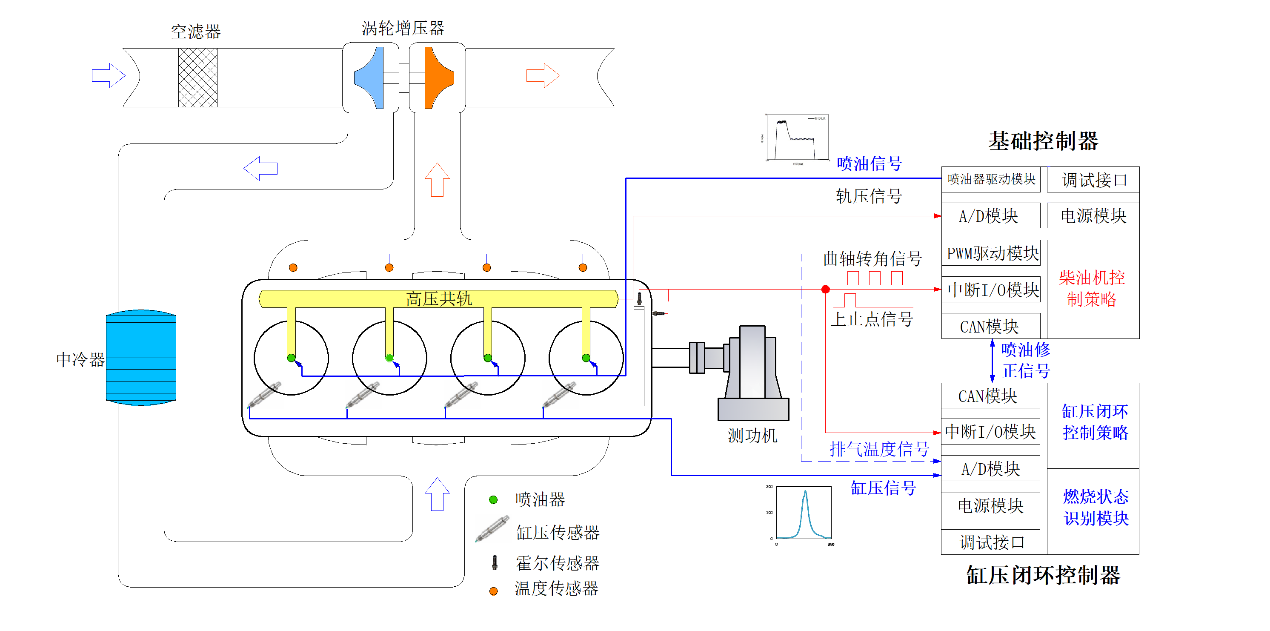 空滤器
涡轮增压器
基础控制器
喷油信号
喷油器驱动模块
调试接口
轨压信号
A/D模块
电源模块
PWM驱动模块
曲轴转角信号
柴油机控
制策略
中断I/O模块
上止点信号
CAN模块
高压共轨
中冷器
喷油修
正信号
CAN模块
缸压闭环
控制策略
中断I/O模块
测功机
排气温度信号
A/D模块
缸压信号
燃烧状态
识别模块
电源模块
调试接口
缸压闭环控制器
喷油器
缸压传感器
霍尔传感器
温度传感器